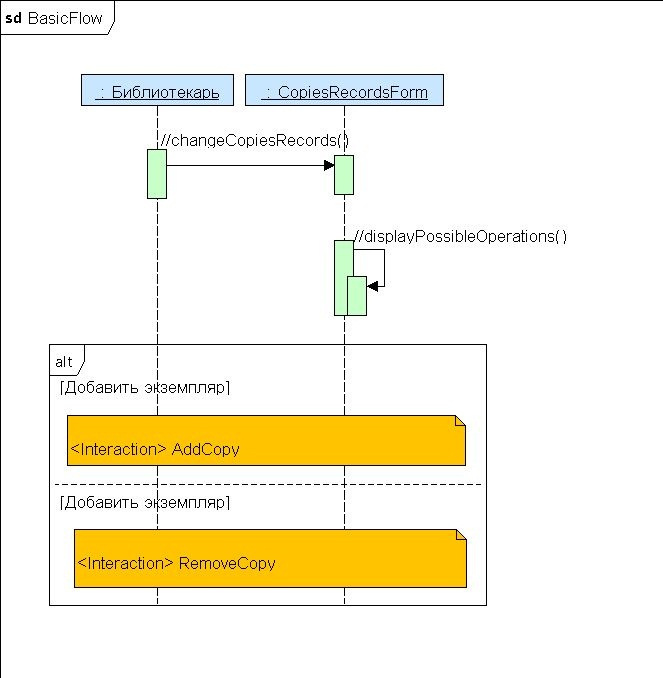 sd BasicFlow
: Библиотекарь
: CopiesRecordsForm
//changeCopiesRecords()
//displayPossibleOperations()
alt
[Добавить экземпляр]
<Interaction> AddCopy
[Добавить экземпляр]
<Interaction> RemoveCopy